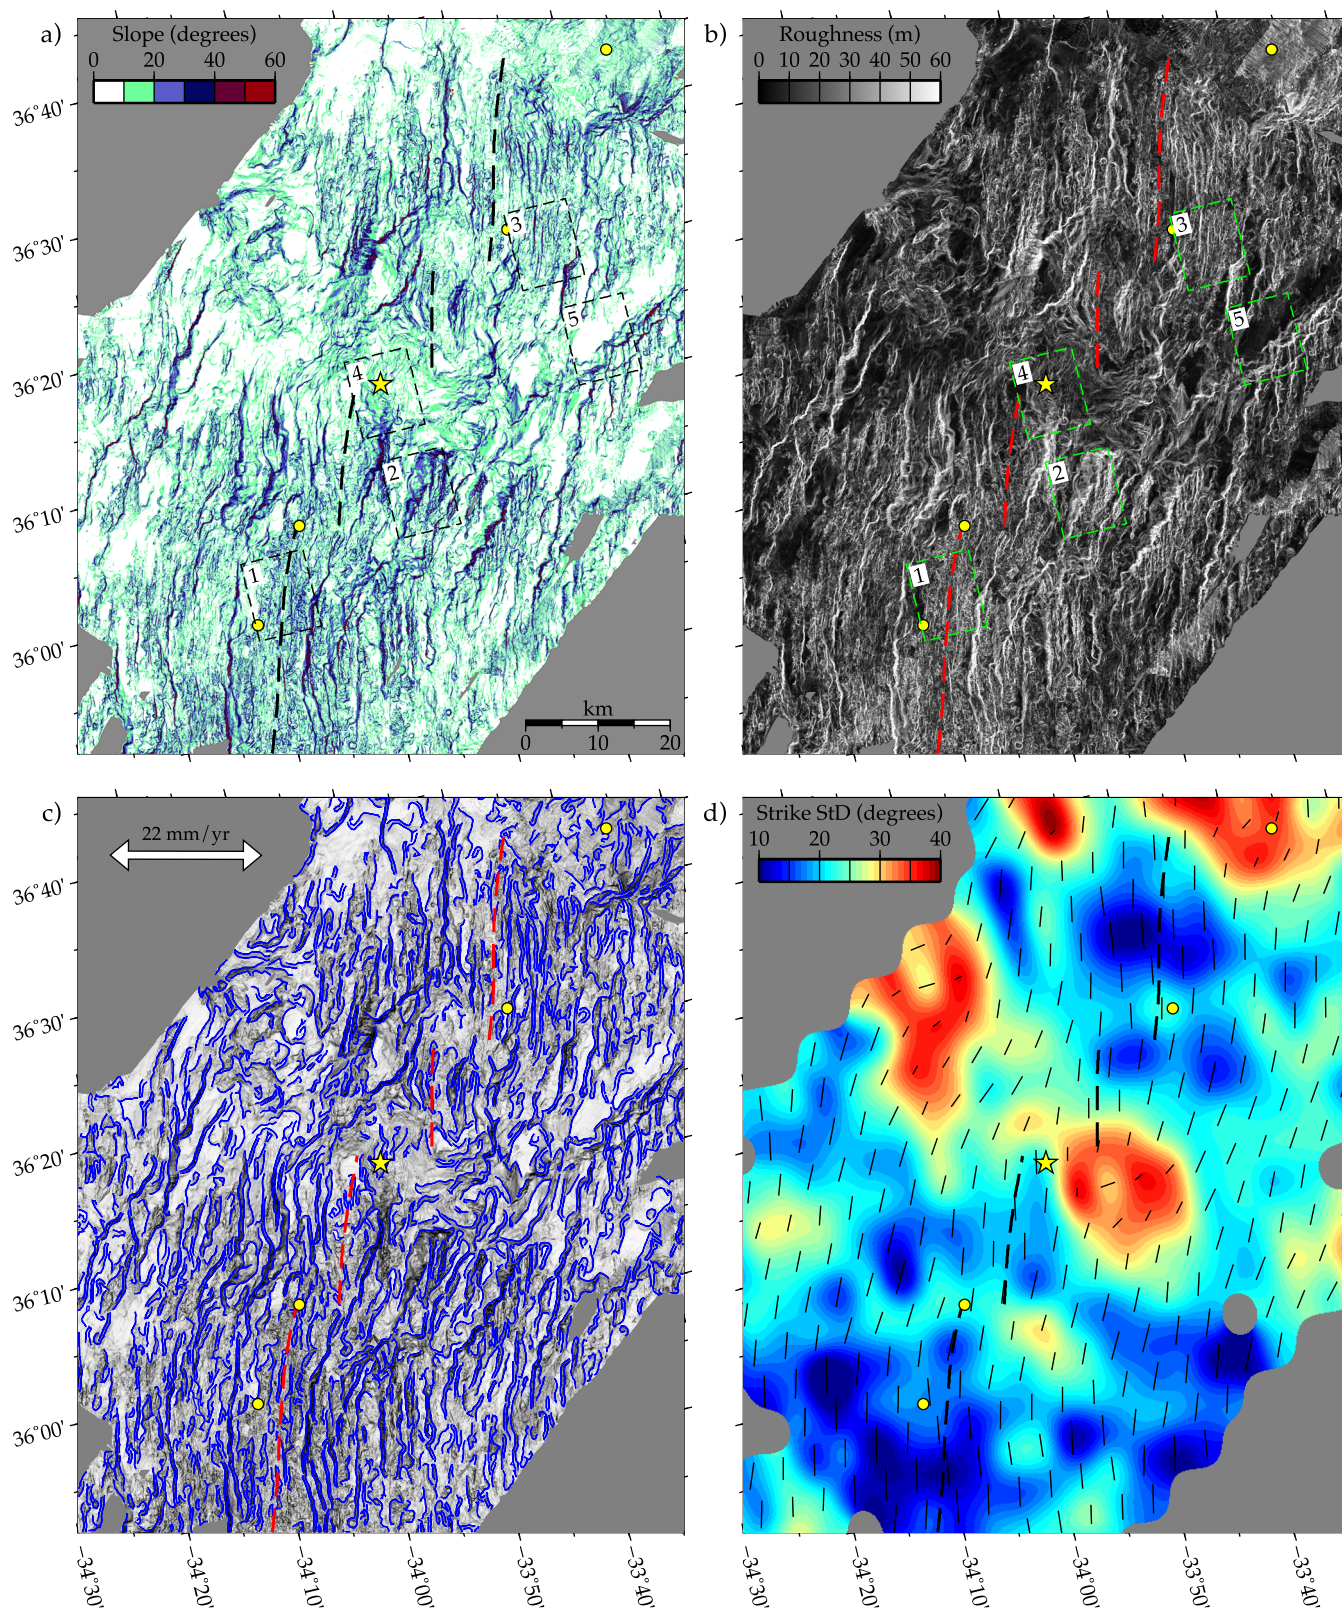 a)
Slope (degrees)
0 20 40 60
b)
Roughness (m)
0 10 20 30 40 50 60
36°40'
36°30'
36°20'
36°10'
36°00'
3
5
4
2
1
km
0 10 20
3
5
4
2
1
c)
22 mm/yr
d)
Strike StD (degrees)
10 20 30 40
36°40'
36°30'
36°20'
36°10'
36°00'
−34°30'
−34°20'
−34°10'
−34°00'
−33°50'
−33°40'
−34°30'
−34°20'
−34°10'
−34°00'
−33°50'
−33°40'